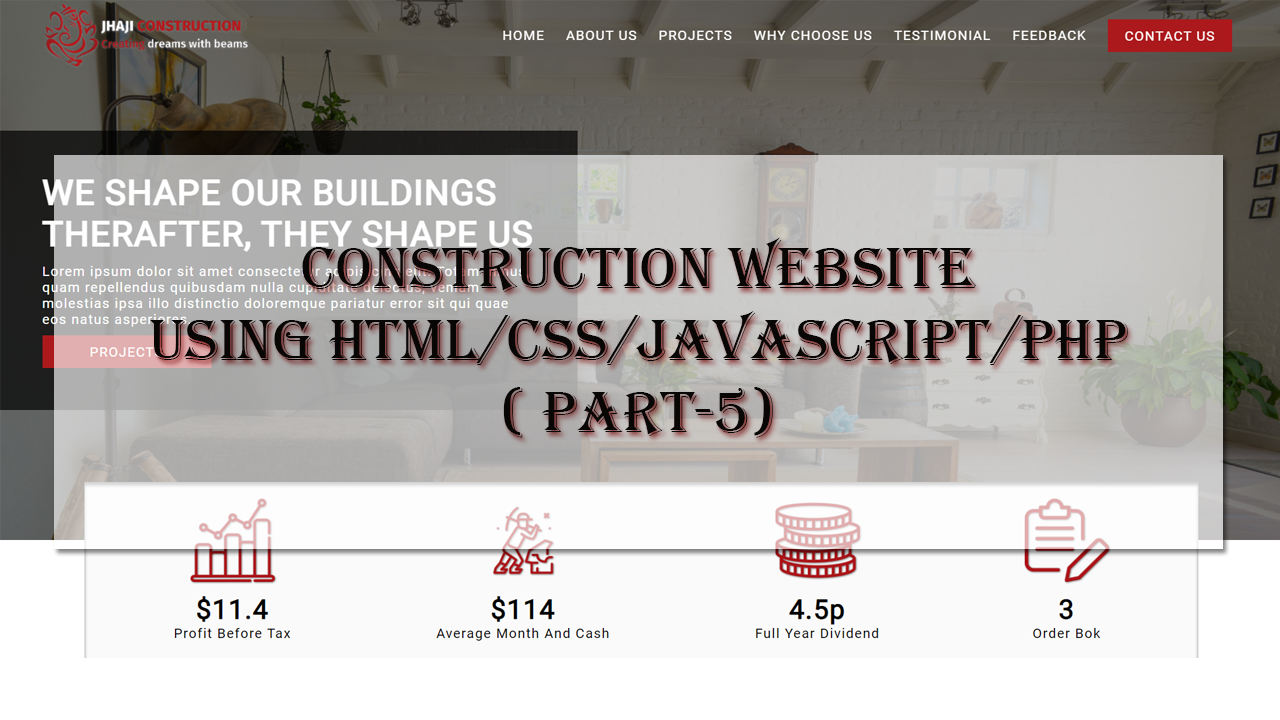 JHAJI CONSTRUCTION
Creating dreams with beams
HOME ABOUT US PROJECTS WHY CHOOSE US TESTIMONIAL FEEDBACK CONTACT US
WE SHAPE OUR BUILDINGS
THERAFTER, THEY SHAPE US
Lorem ipsum dolor sit amet consectetur adipisicing elit. Totam
quam repellendus quibusdam nulla cupiditate delectus, veniam
molestias ipsa illo distinctio doloremque pariatur error sit qui quae
eos natus asperiores
PROJECT
CONSTRUCTION WEBSITE
USING HTML/CSS/JAVASCRIPT/PHP
( PART-5)
$11.4 $114 4.5p 3
Profit Before Tax Average Month And Cash Full Year Dividend Order Bok